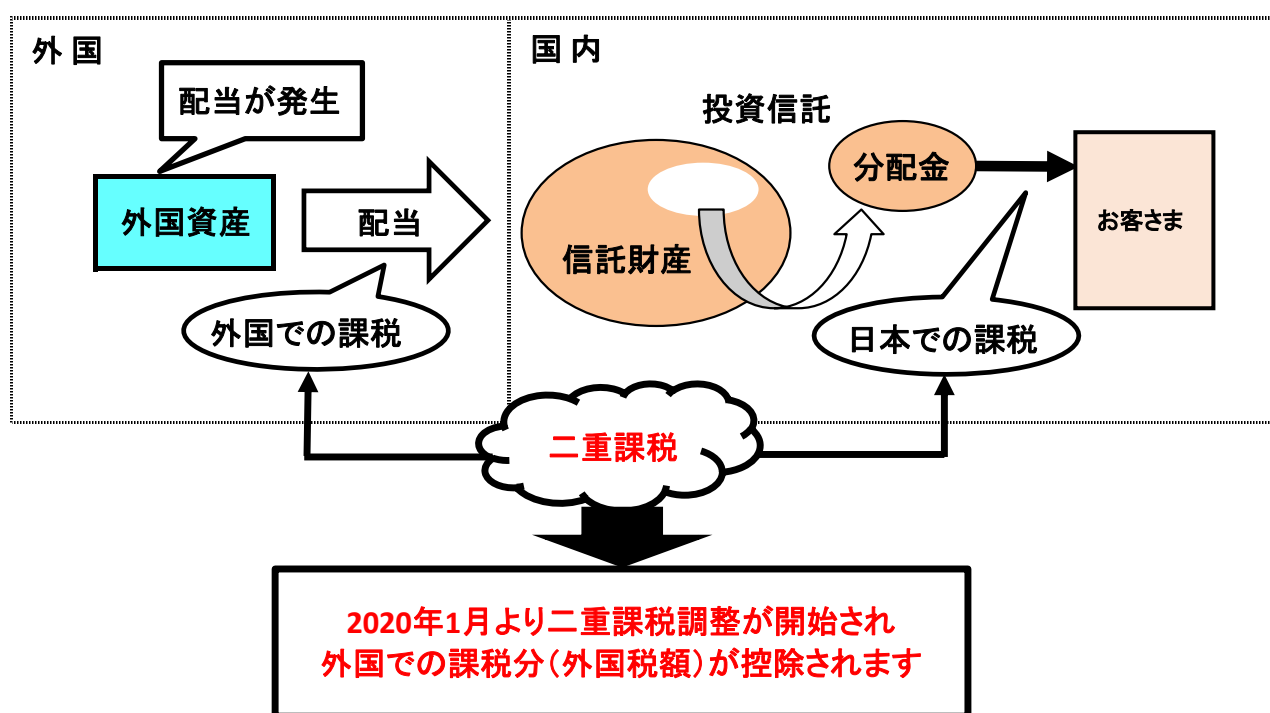 外 国
国 内
配当が発生
投資信託
分配金
外国資産
配当
お客さま
信託財産
外国での課税
日本での課税
二重課税
2020年1月より二重課税調整が開始され
外国での課税分（外国税額）が控除されます